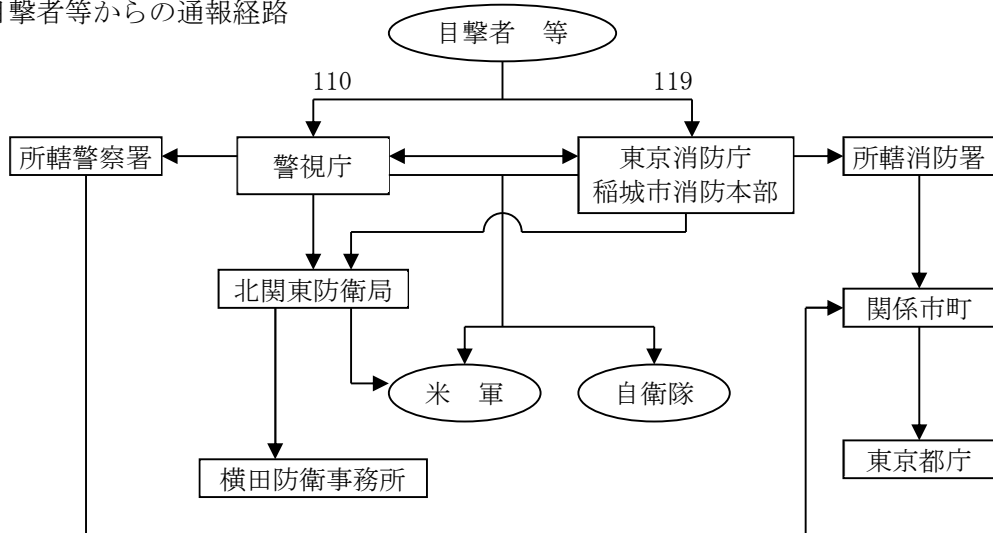 目撃者等からの通報経路
目撃者　等
110
119
所轄警察署
警視庁
東京消防庁
稲城市消防本部
所轄消防署
北関東防衛局
関係市町
米　軍
自衛隊
東京都庁
横田防衛事務所